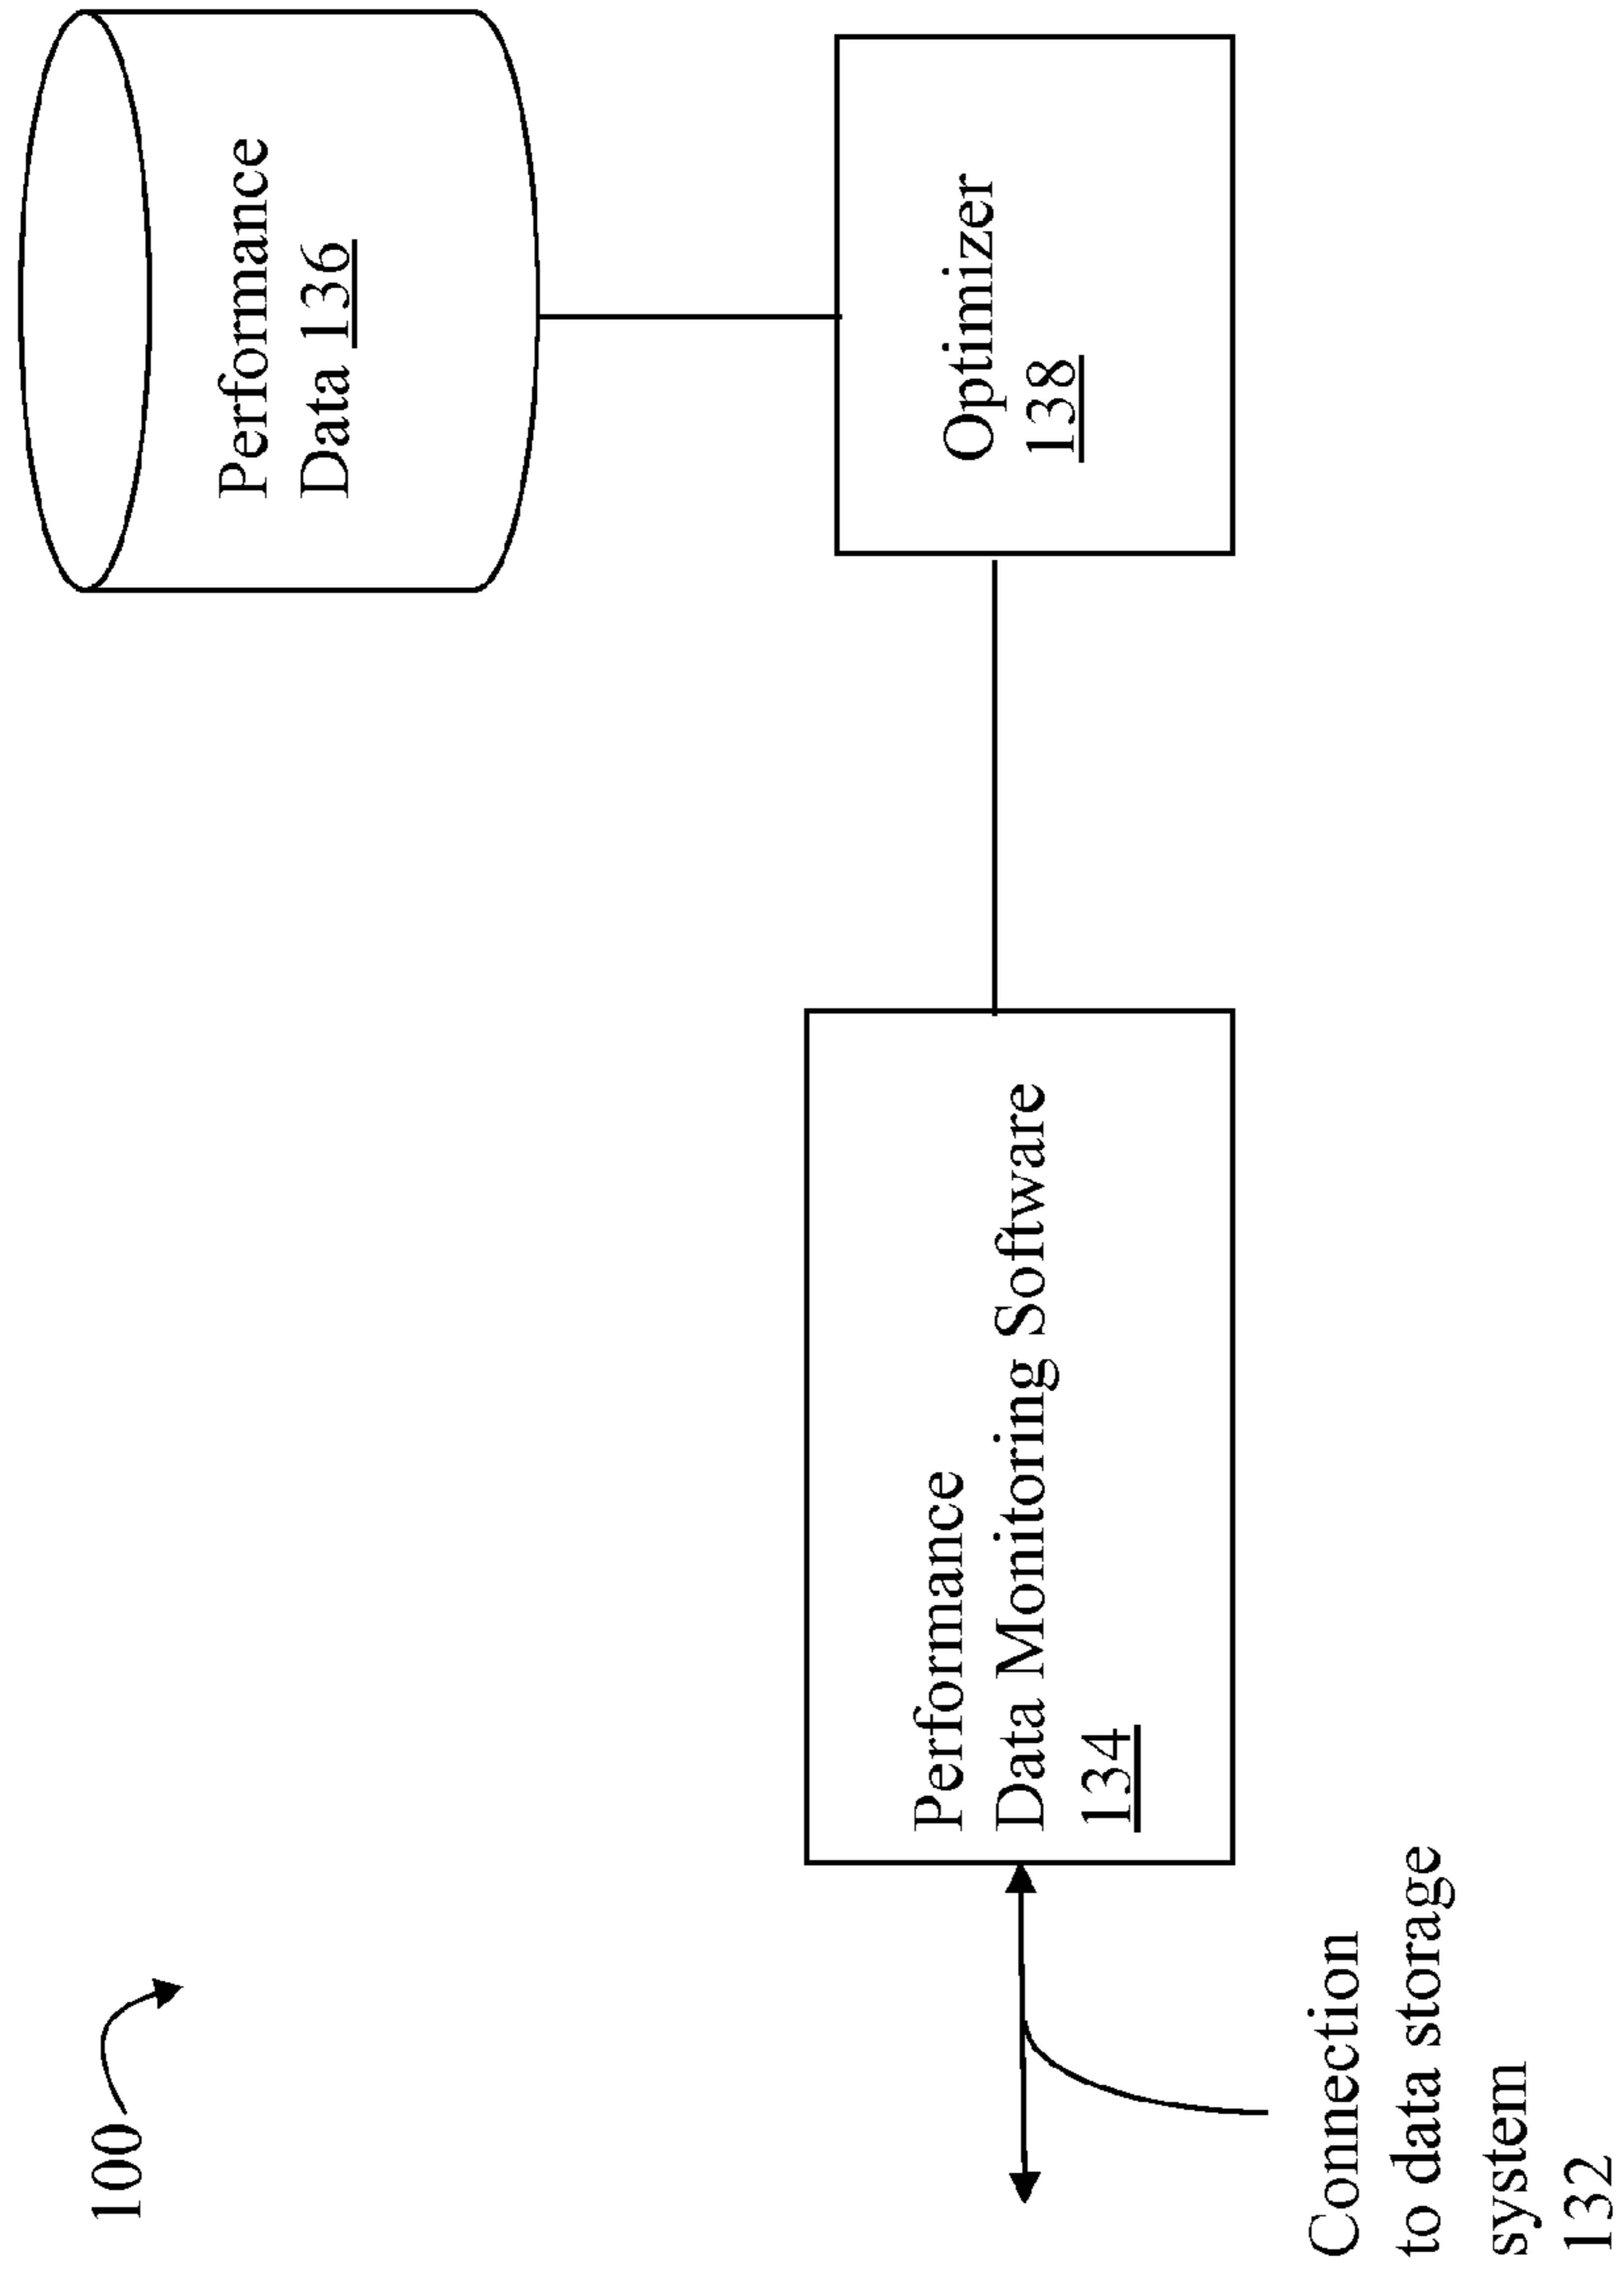 100
Performance
Data 136
Performance
Data Monitoring Software
134
Optimizer
138
Connection
to data storage
system
132